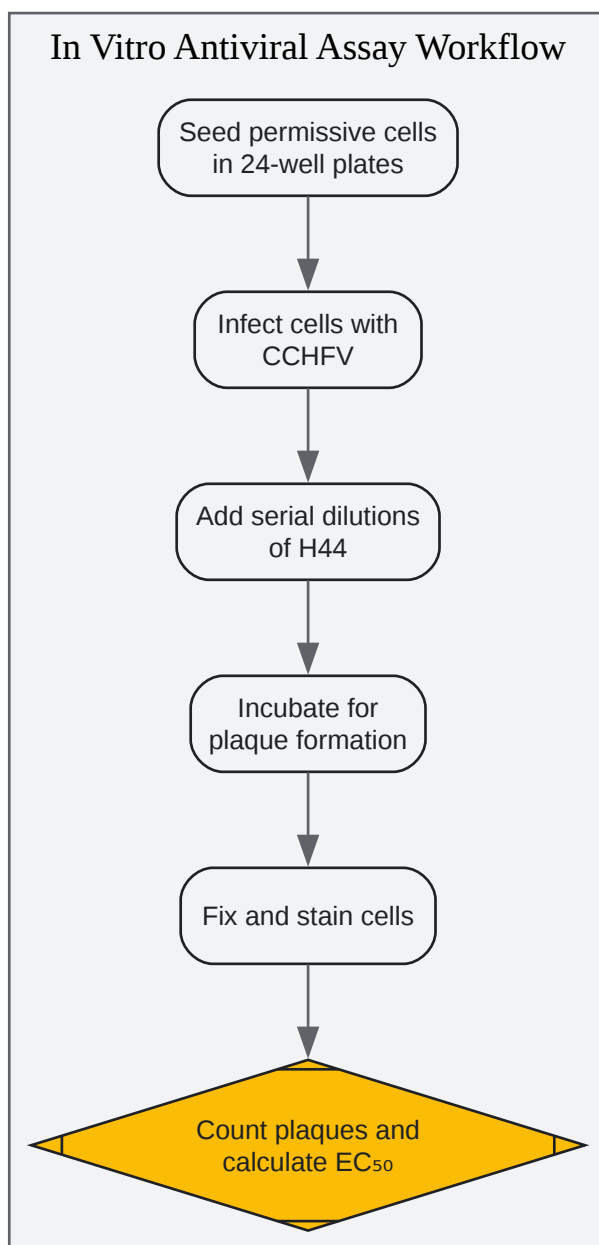 In Vitro Antiviral Assay Workflow
Seed permissive cells
in 24-well plates
Infect cells with
CCHFV
Add serial dilutions
of H44
Incubate for
plaque formation
Fix and stain cells
Count plaques and
calculate EC₅₀